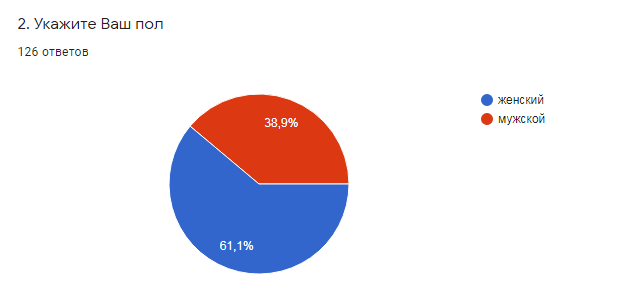 2. Укажите Ваш пол
126 ответов
38,9%
61,1%
женский
мужской